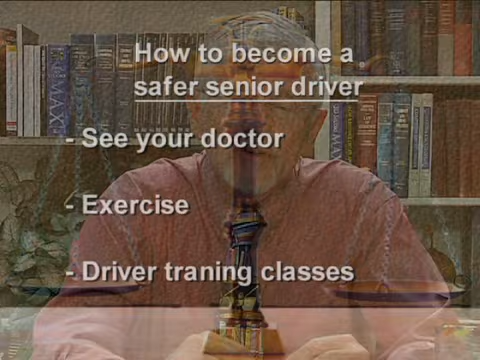 How to become a
safer senior driver
- See your doctor
- Exercise
- Driver traning classes